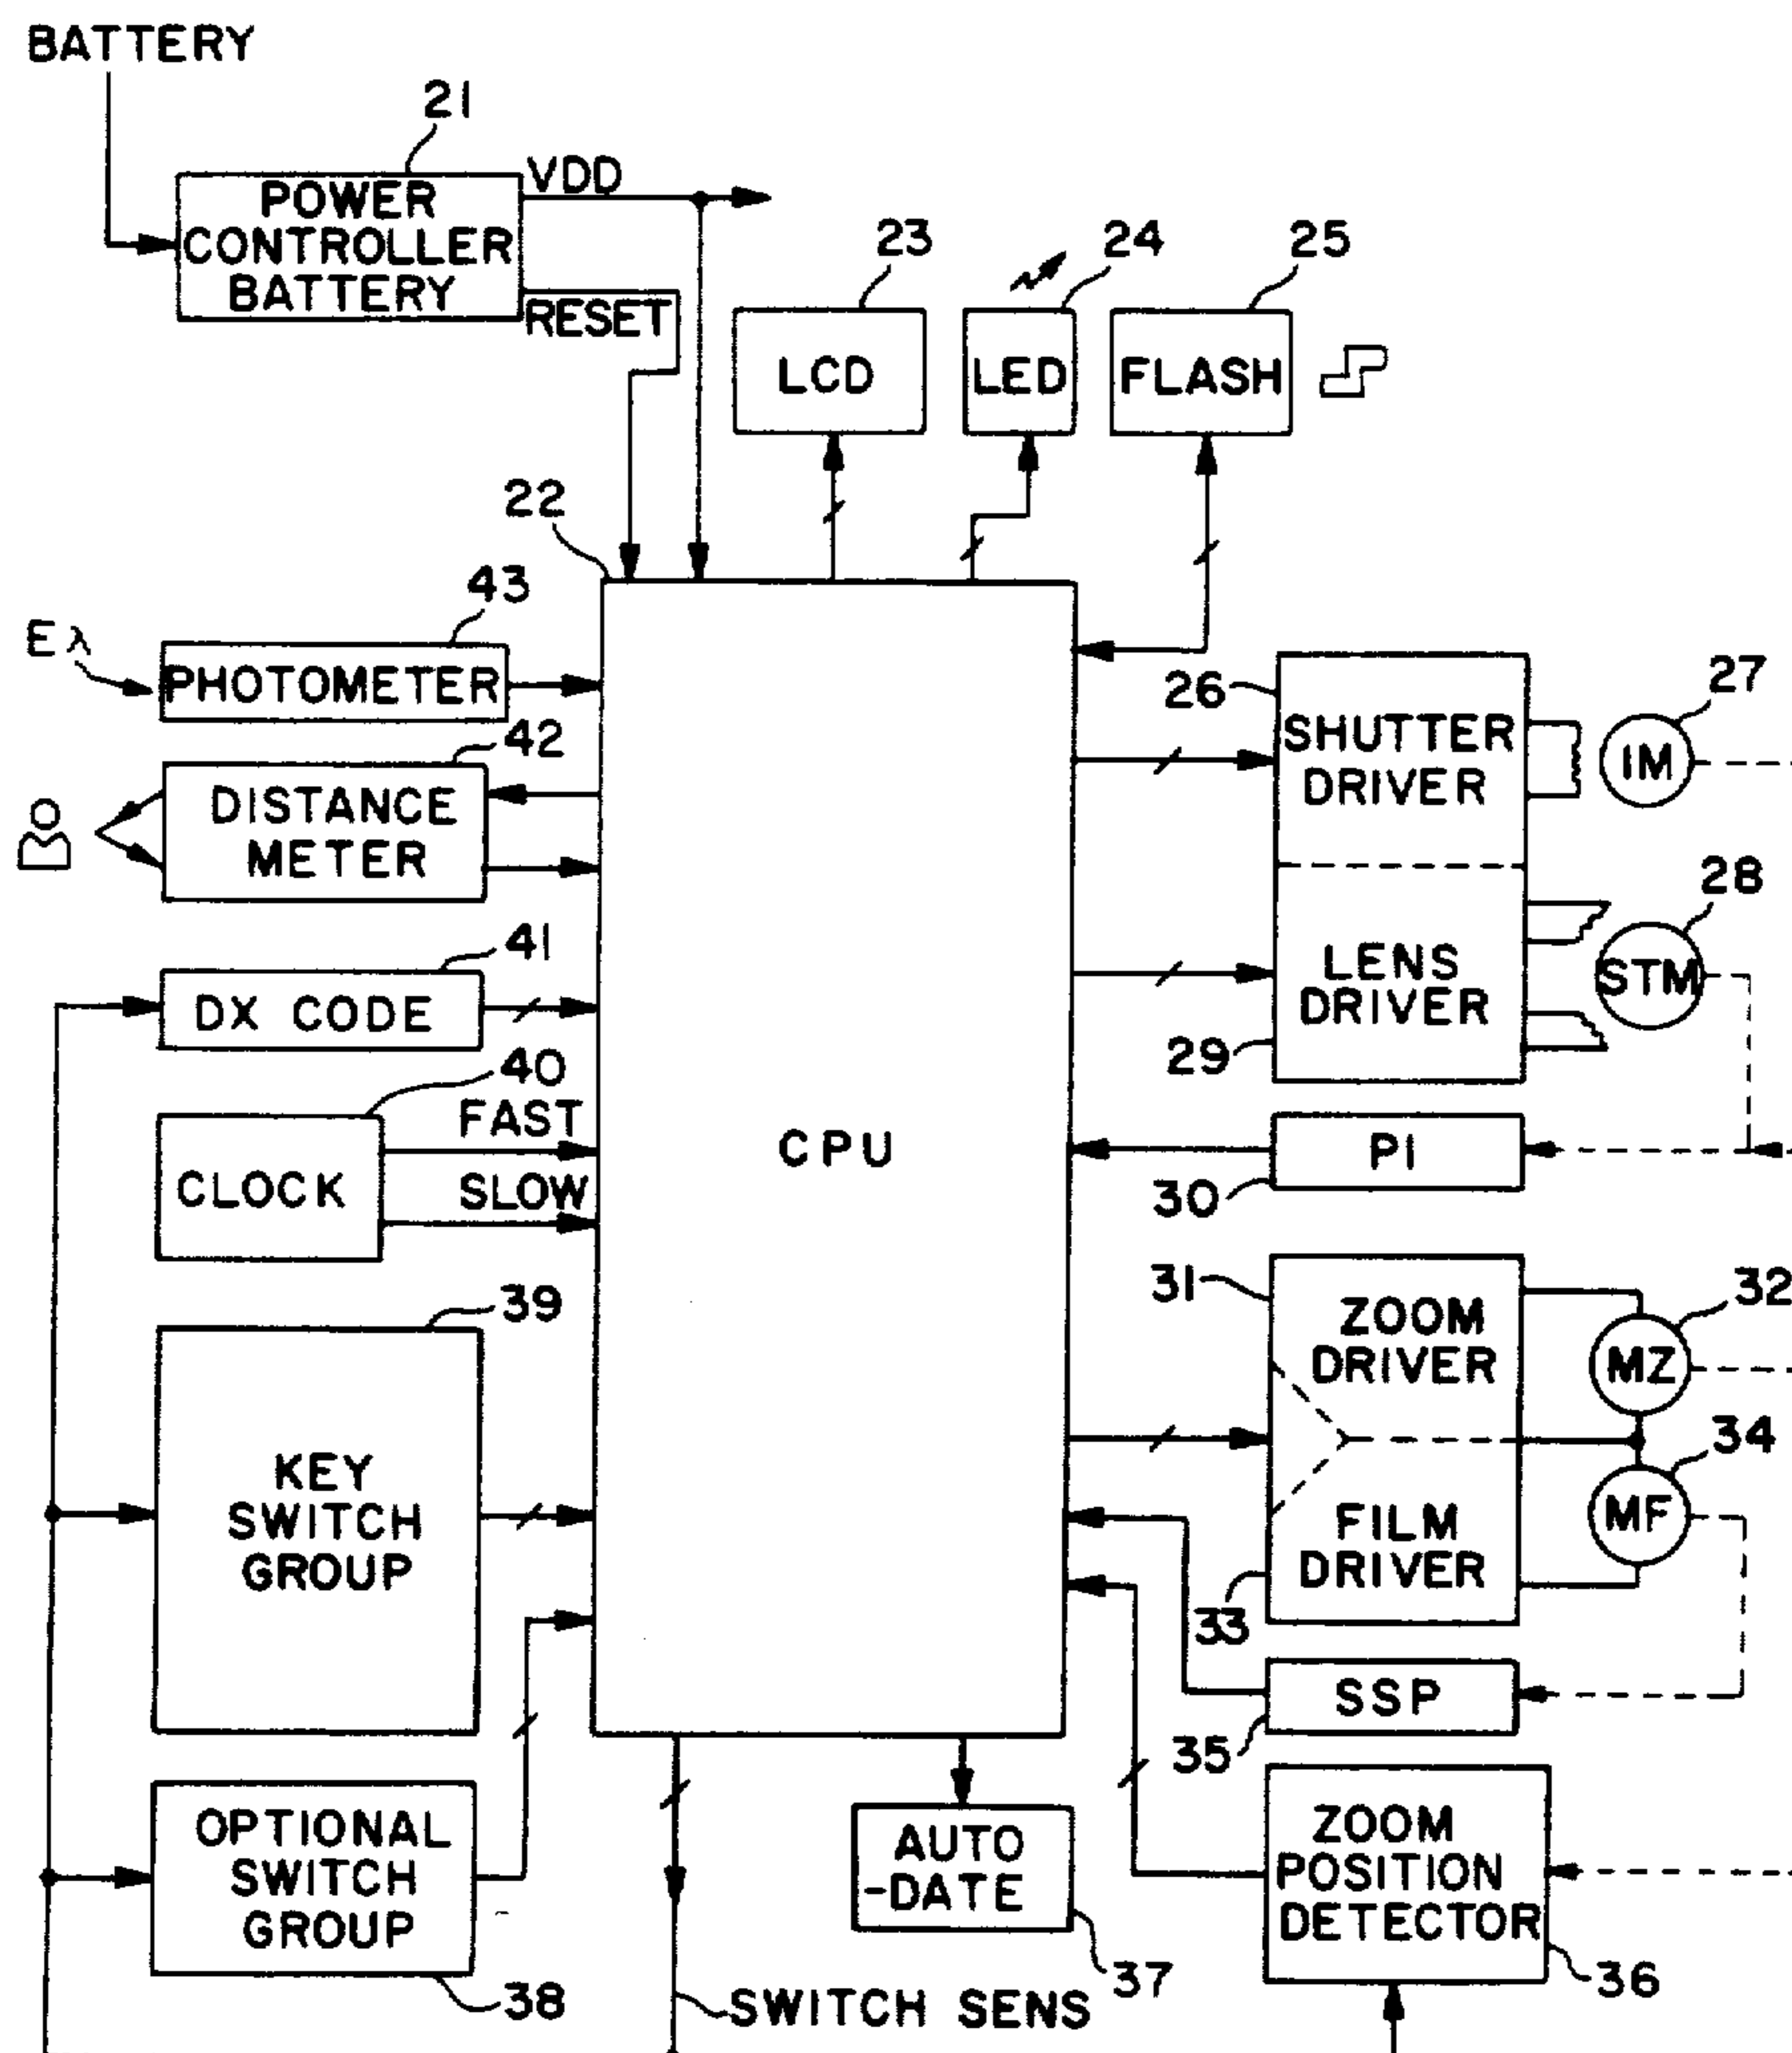 BATTERY
21
POWER
CONTROLLER
BATTERY
VDD
RESET
23
24
25
LCD
LED
FLASH
22
43
Eλ
PHOTOMETER
42
DISTANCE
METER
41
DX CODE
40
CLOCK
FAST
SLOW
39
KEY
SWITCH
GROUP
OPTIONAL
SWITCH
GROUP
38
CPU
SWITCH SENS
AUTO
-DATE
37
26
SHUTTER
DRIVER
27
IM
28
STM
LENS
DRIVER
29
PI
30
31
ZOOM
DRIVER
32
MZ
34
MF
FILM
DRIVER
33
SSP
35
ZOOM
POSITION
DETECTOR
36